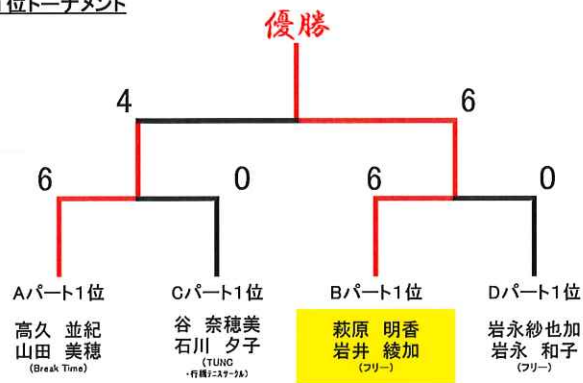 位トーナメント
優勝
4 6
6 0 6 0
Aパート1位 Cパート1位 Bパート1位 Dパート1位
高久 並紀 谷 奈穂美 萩原 明香 岩永紗也加
山田 美穂 石川 夕子 岩井 綾加 岩永 和子
(Break Time) (TUNC (フリー) (フリー)
・行橋テニスサークル)